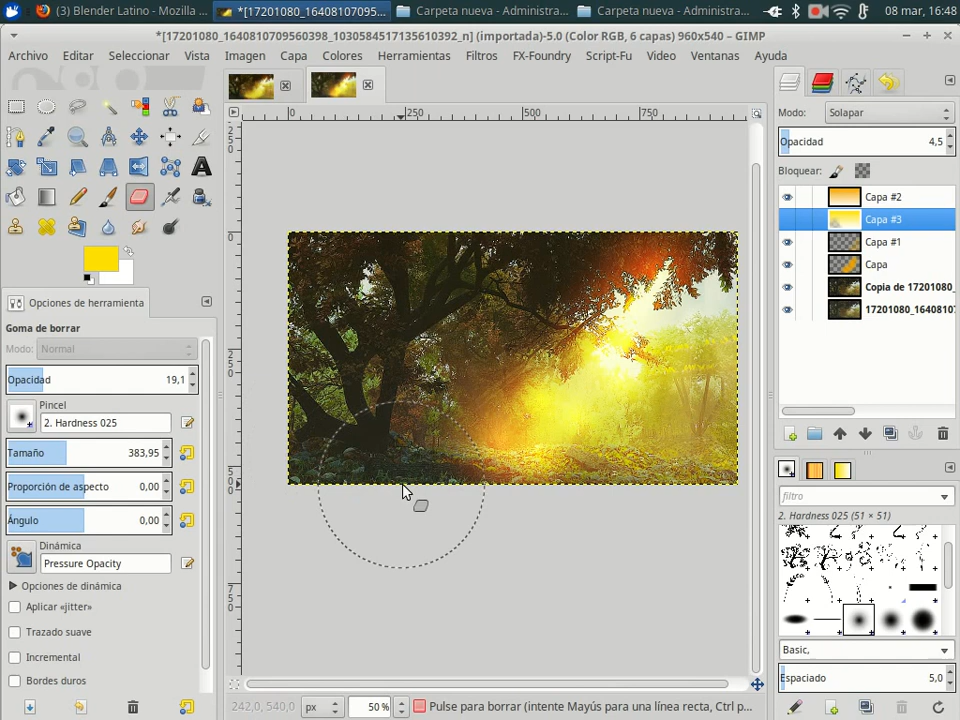 (3) Blender Latino - Mozilla ...
*[17201080_1640810709​5...
Carpeta nueva - Administra...
Carpeta nueva - Administra...
08 mar, 16:48
*[17201080_1640810709560398_1030584517135610392_n] (importada)-5.0 (Color RGB, 6 capas) 960x540 – GIMP
Archivo Editar Seleccionar Vista Imagen Capa Colores Herramientas Filtros FX-Foundry Script-Fu Video Ventanas Ayuda
0 250 500 750
Opciones de herramienta
Goma de borrar
Modo: Normal
Opacidad 19,1
Pincel
2. Hardness 025
Tamaño 383,95
Proporción de aspecto 0,00
Ángulo 0,00
Dinámica
Pressure Opacity
Opciones de dinámica
Aplicar «jitter»
Trazado suave
Incremental
Bordes duros
242,0, 540,0 px 50 % Pulse para borrar (intente Mayús para una línea recta, Ctrl p...
Modo: Solapar
Opacidad 4,5
Bloquear:
Capa #2
Capa #3
Capa #1
Capa
Copia de 17201080_
17201080_16408107
filtro
2. Hardness 025 (51 × 51)
Basic,
Espaciado 5,0